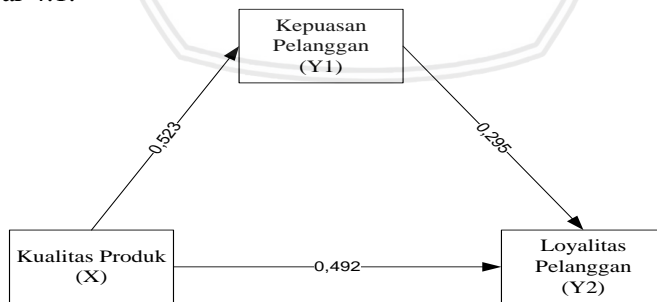 Kepuasan
Pelanggan
(Y1)
0,523
0,295
Kualitas Produk
(X)
0,492
Loyalitas
Pelanggan
(Y2)